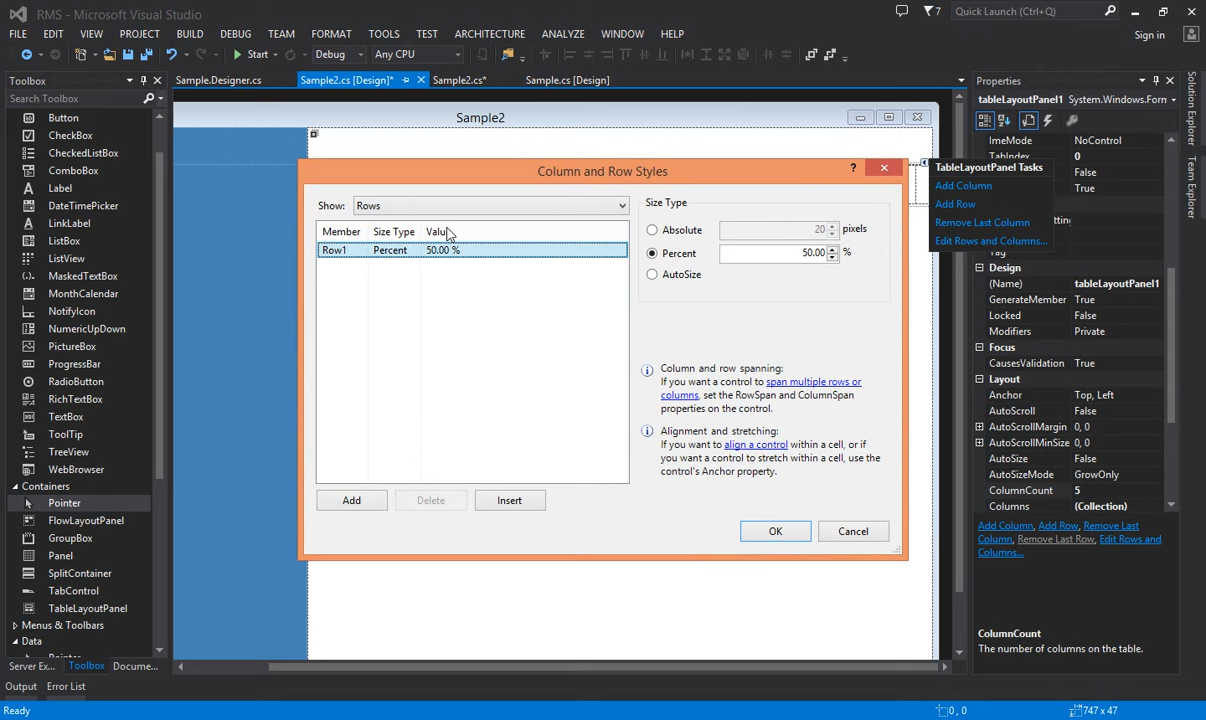 RMS - Microsoft Visual Studio
7
Quick Launch (Ctrl+Q)
FILE EDIT VIEW PROJECT BUILD DEBUG TEAM FORMAT TOOLS TEST ARCHITECTURE ANALYZE WINDOW HELP
Sign in
Start Debug Any CPU
Toolbox
Search Toolbox
Button
CheckBox
CheckedListBox
ComboBox
Label
DateTimePicker
LinkLabel
ListBox
ListView
MaskedTextBox
MonthCalendar
NotifyIcon
NumericUpDown
PictureBox
ProgressBar
RadioButton
RichTextBox
TextBox
ToolTip
TreeView
WebBrowser
Containers
Pointer
FlowLayoutPanel
GroupBox
Panel
SplitContainer
TabControl
TableLayoutPanel
Menus & Toolbars
Data
Server Ex... Toolbox Docume...
Output Error List
Ready
Sample.Designer.cs Sample2.cs [Design]* Sample2.cs* Sample.cs [Design]
Sample2
Column and Row Styles
?
Show: Rows
Member Size Type Valu
Row1 Percent 50.00 %
Add Delete Insert
Size Type
Absolute 20 pixels
Percent 50.00 %
AutoSize
Column and row spanning:
If you want a control to span multiple rows or
columns, set the RowSpan and ColumnSpan
properties on the control.
Alignment and stretching:
If you want to align a control within a cell, or if
you want a control to stretch within a cell, use the
control's Anchor property.
OK Cancel
TableLayoutPanel Tasks
Add Column
Add Row
Remove Last Column
Edit Rows and Columns...
Properties
tableLayoutPanel1 System.Windows.Forn
ImeMode NoControl
TabIndex 0
False
True
Tag
Design
(Name) tableLayoutPanel1
GenerateMember True
Locked False
Modifiers Private
Focus
CausesValidation True
Layout
Anchor Top, Left
AutoScroll False
AutoScrollMargin 0, 0
AutoScrollMinSize 0, 0
AutoSize False
AutoSizeMode GrowOnly
ColumnCount 5
Columns (Collection)
Add Column, Add Row, Remove Last
Column, Remove Last Row, Edit Rows and
Columns...
ColumnCount
The number of columns on the table.
Solution Explorer
Team Explorer
0 , 0
747 x 47